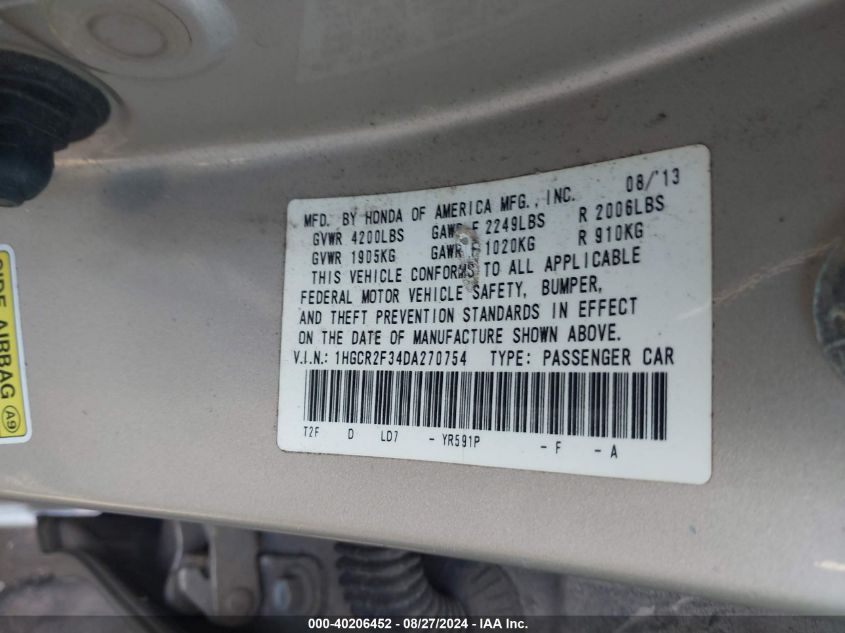 MFD. BY HONDA OF AMERICA MFG., INC. 08/'13
GVWR 4200LBS GAWR F 2249LBS R 2006LBS
GVWR 1905KG GAWR F 1020KG R 910KG
THIS VEHICLE CONFORMS TO ALL APPLICABLE
FEDERAL MOTOR VEHICLE SAFETY, BUMPER,
AND THEFT PREVENTION STANDARDS IN EFFECT
ON THE DATE OF MANUFACTURE SHOWN ABOVE.
V.I.N.: 1HGCR2F34DA270754 TYPE: PASSENGER CAR
T2F D LD7 - YR591P - F - A
SIDE AIRBAG A9
000-40206452 - 08/27/2024 - IAA Inc.